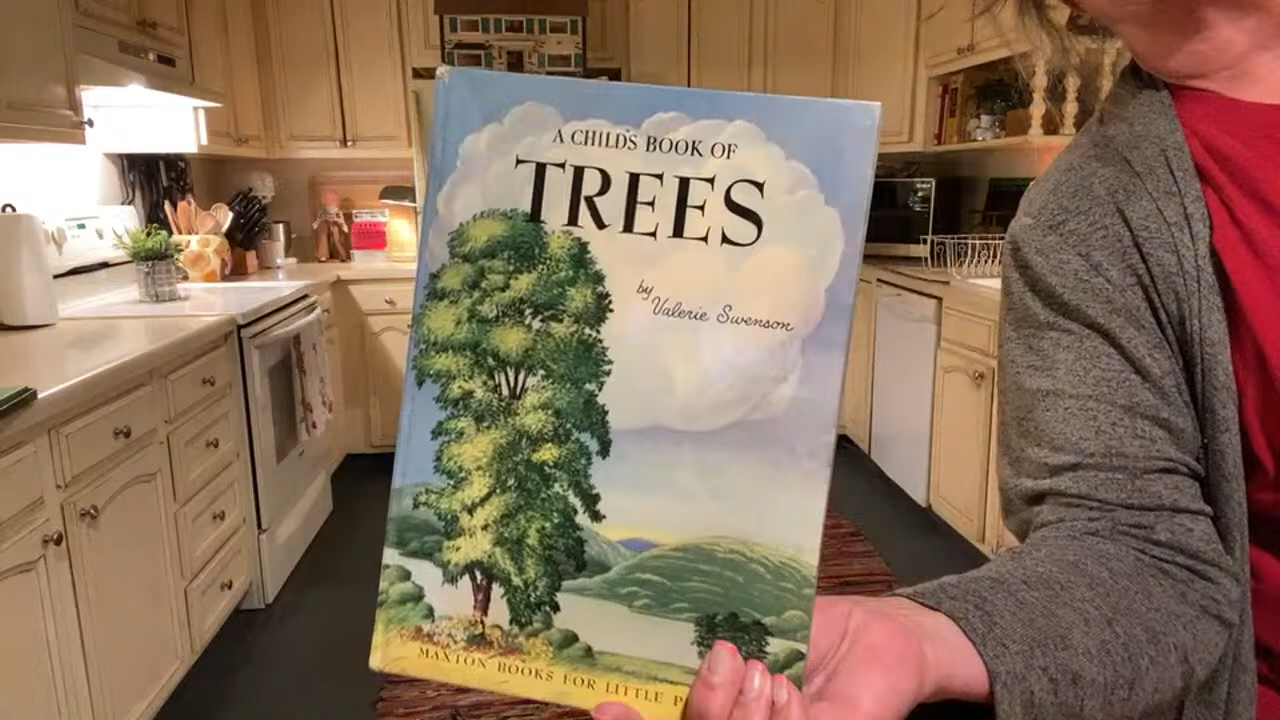 A CHILD'S BOOK OF
TREES
by
Valerie Swenson
MAXTON BOOKS FOR LITTLE